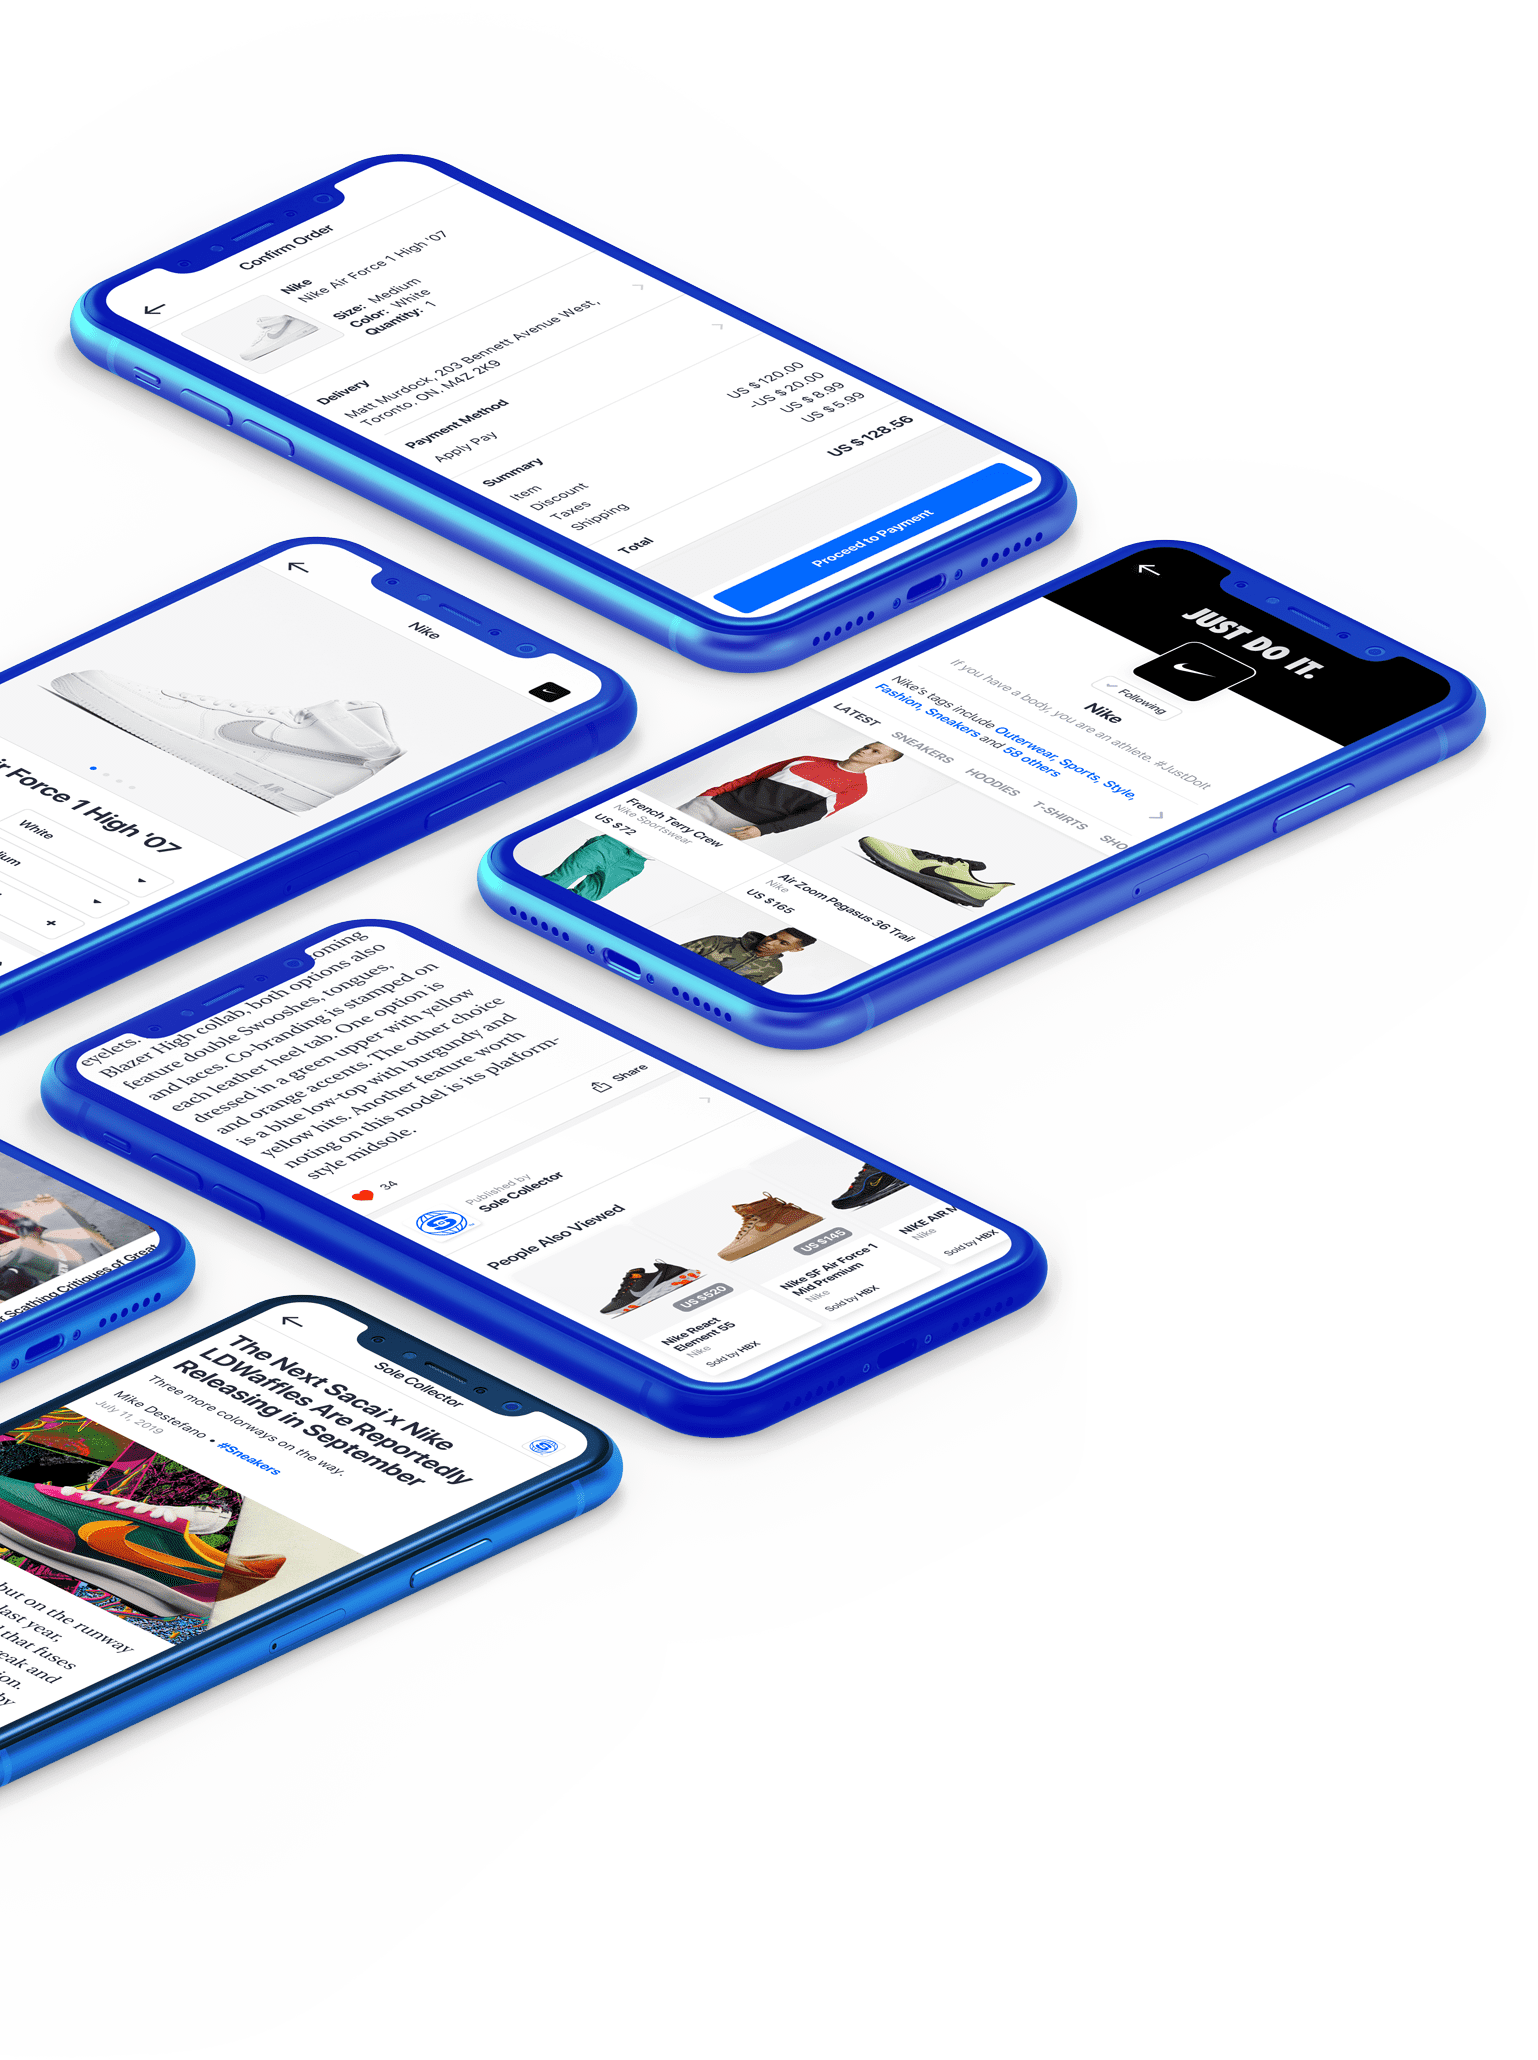 Confirm Order
Nike
Nike Air Force 1 High '07
Size: Medium
Color: White
Quantity: 1
Delivery
Matt Murdock, 203 Bennett Avenue West,
Toronto, ON, M4Z 2K9
Payment Method
Apply Pay
Summary
Item US $120.00
Discount -US $20.00
Taxes US $8.99
Shipping US $5.99
Total US $128.56
Proceed to Payment
Nike
AIR
ir Force 1 High '07
White
dium
+
JUST DO IT.
Following
Nike
If you have a body, you are an athlete. #JustDoIt
Nike's tags include Outerwear, Sports, Style,
Fashion, Sneakers and 58 others
LATEST SNEAKERS HOODIES T-SHIRTS SHO
French Terry Crew
Nike Sportswear
US $72
Air Zoom Pegasus 36 Trail
Nike
US $165
eyelets. oming
Blazer High collab, both options also
feature double Swooshes, tongues,
and laces. Co-branding is stamped on
each leather heel tab. One option is
dressed in a green upper with yellow
and orange accents. The other choice
is a blue low-top with burgundy and
yellow hits. Another feature worth
noting on this model is its platform-
style midsole.
34
Share
Published by
Sole Collector
People Also Viewed
US $520
Nike React
Element 55
Nike
Sold by HBX
US $145
Nike SF Air Force 1
Mid Premium
Nike
Sold by HBX
NIKE AIR M
Nike
Sold by HBX
r Scathing Critiques of Great
Sole Collector
The Next Sacai x Nike
LDWaffles Are Reportedly
Releasing in September
Three more colorways on the way.
Mike Destefano • #Sneakers
July 11, 2019
but on the runway
last year,
that fuses
eak and
ion.
by